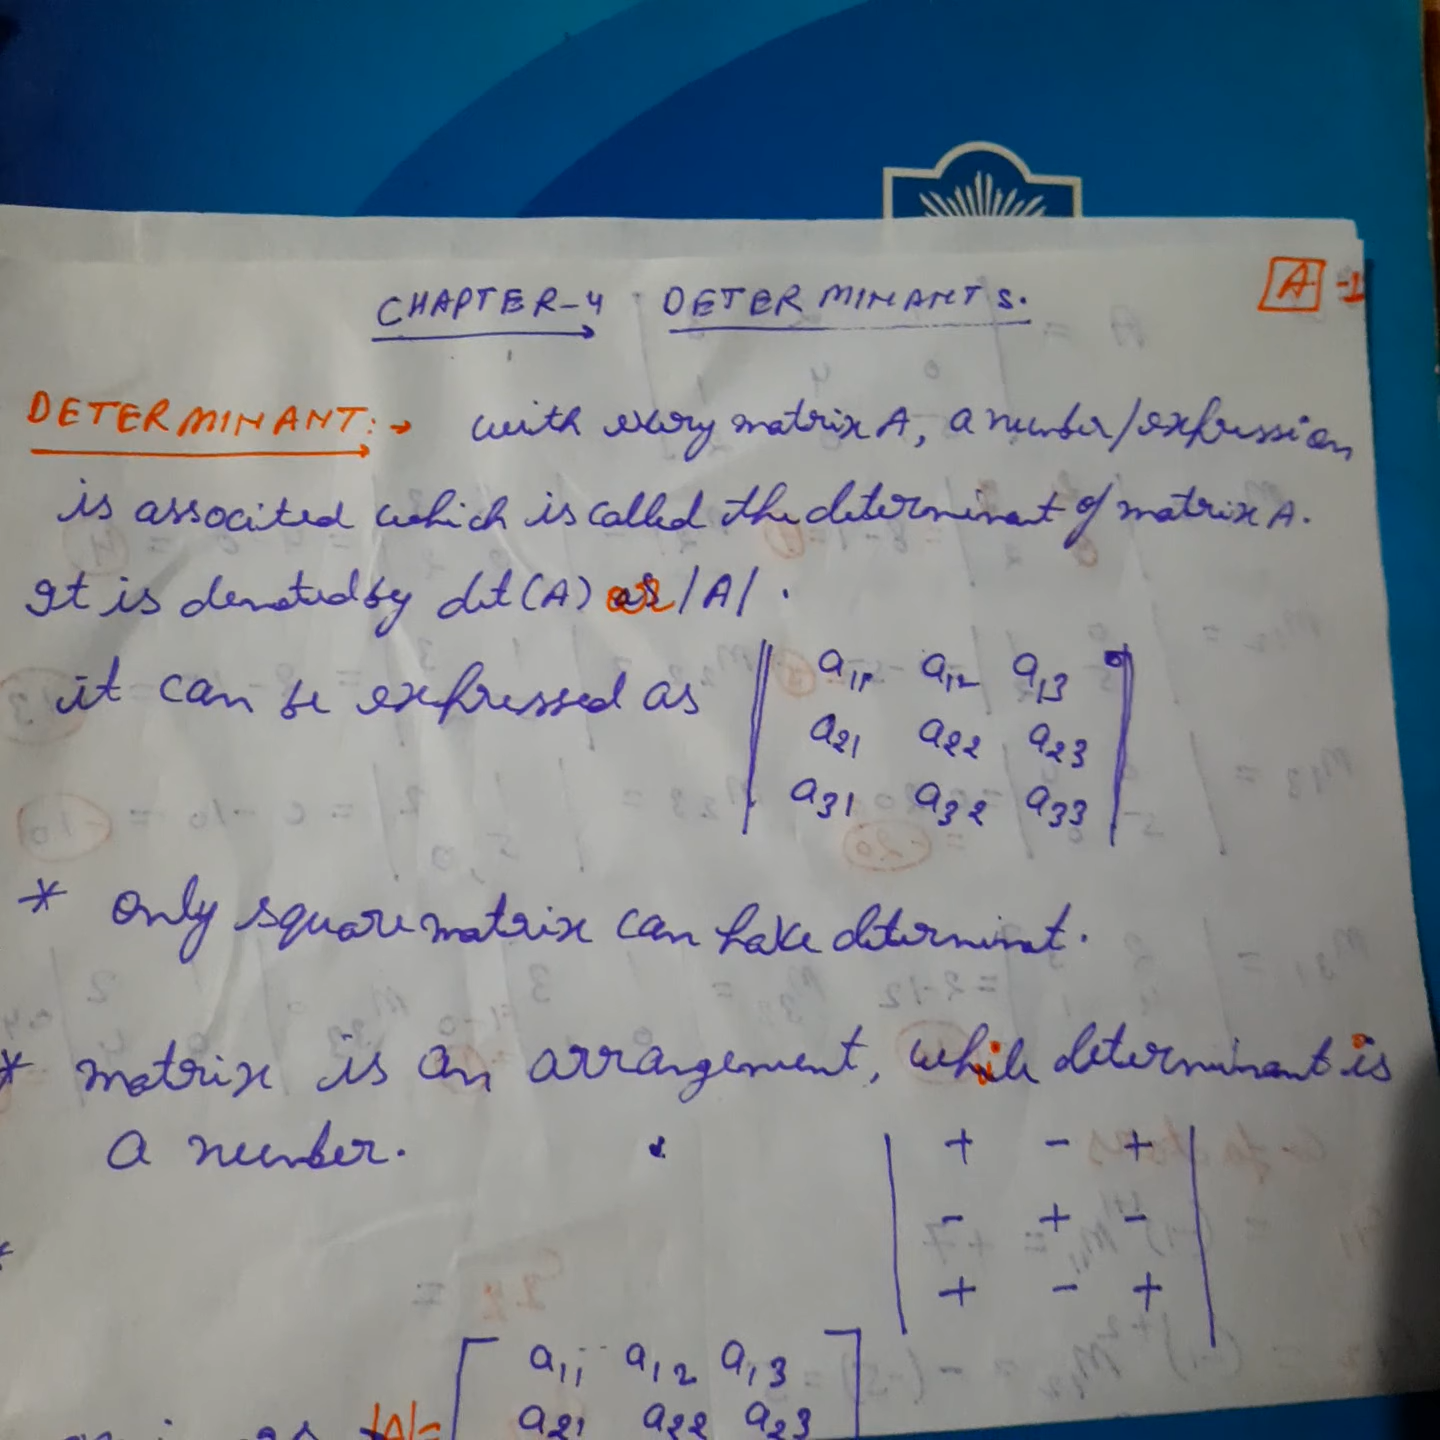 CHAPTER-4 DETERMINANTS.
A -1
DETERMINANT:→ with every matrix A, a number/expression
is associted which is called the determinant of matrix A.
It is denoted by det(A) or |A| .
it can be expressed as
a11 a12 a13
a21 a22 a23
a31 a32 a33
* only square matrix can have determinat.
* matrix is an arrangement, while determinant is
a number.
+ - +
- + -
+ - +
a11 a12 a13
|A|= a21 a22 a23